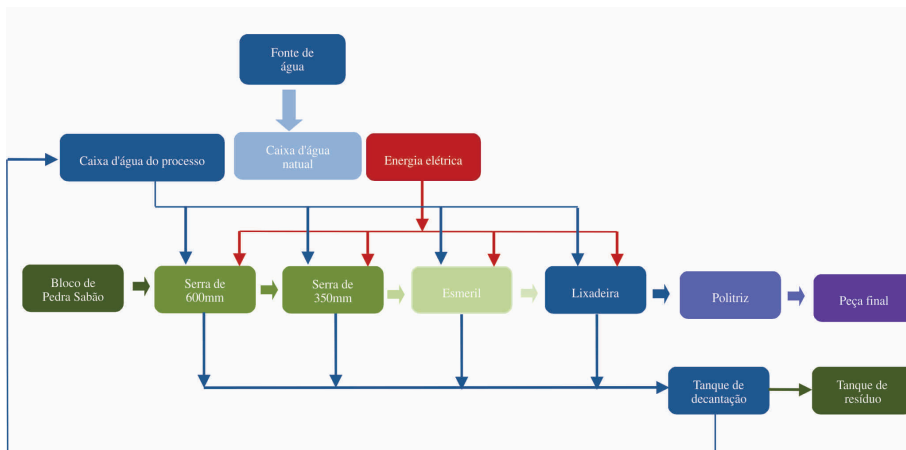 Fonte de
água
Caixa d'água do processo
Caixa d'água
natual
Energia elétrica
Bloco de
Pedra Sabão
Serra de
600mm
Serra de
350mm
Esmeril
Lixadeira
Politriz
Peça final
Tanque de
decantação
Tanque de
resíduo